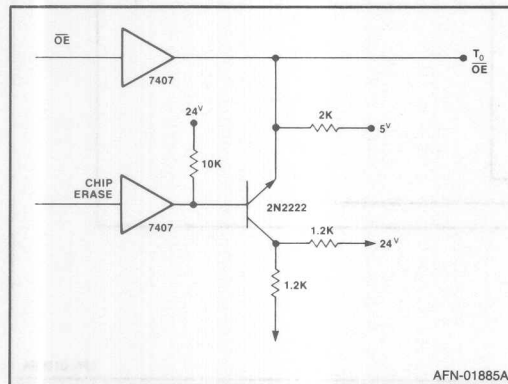 OE
7407
T0
OE
24V
2K
5V
10K
CHIP
ERASE
7407
2N2222
1.2K
24V
1.2K
AFN-01885A